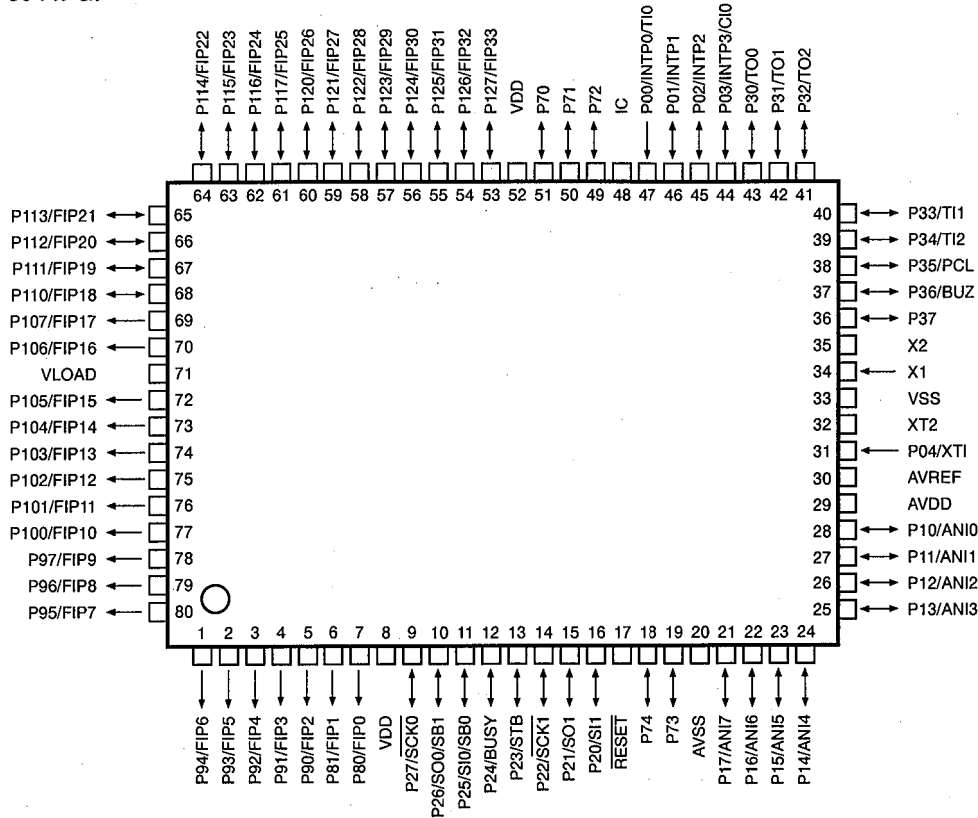 P114/FIP22
P115/FIP23
P116/FIP24
P117/FIP25
P120/FIP26
P121/FIP27
P122/FIP28
P123/FIP29
P124/FIP30
P125/FIP31
P126/FIP32
P127/FIP33
VDD
P70
P71
P72
IC
P00/INTP0/TI0
P01/INTP1
P02/INTP2
P03/INTP3/CI0
P30/TO0
P31/TO1
P32/TO2
64 63 62 61 60 59 58 57 56 55 54 53 52 51 50 49 48 47 46 45 44 43 42 41
P113/FIP21 65
P112/FIP20 66
P111/FIP19 67
P110/FIP18 68
P107/FIP17 69
P106/FIP16 70
VLOAD 71
P105/FIP15 72
P104/FIP14 73
P103/FIP13 74
P102/FIP12 75
P101/FIP11 76
P100/FIP10 77
P97/FIP9 78
P96/FIP8 79
P95/FIP7 80
40 P33/TI1
39 P34/TI2
38 P35/PCL
37 P36/BUZ
36 P37
35 X2
34 X1
33 VSS
32 XT2
31 P04/XTI
30 AVREF
29 AVDD
28 P10/ANI0
27 P11/ANI1
26 P12/ANI2
25 P13/ANI3
1 2 3 4 5 6 7 8 9 10 11 12 13 14 15 16 17 18 19 20 21 22 23 24
P94/FIP6
P93/FIP5
P92/FIP4
P91/FIP3
P90/FIP2
P81/FIP1
P80/FIP0
VDD
P27/SCK0
P26/SO0/SB1
P25/SI0/SB0
P24/BUSY
P23/STB
P22/SCK1
P21/SO1
P20/SI1
RESET
P74
P73
AVSS
P17/ANI7
P16/ANI6
P15/ANI5
P14/ANI4